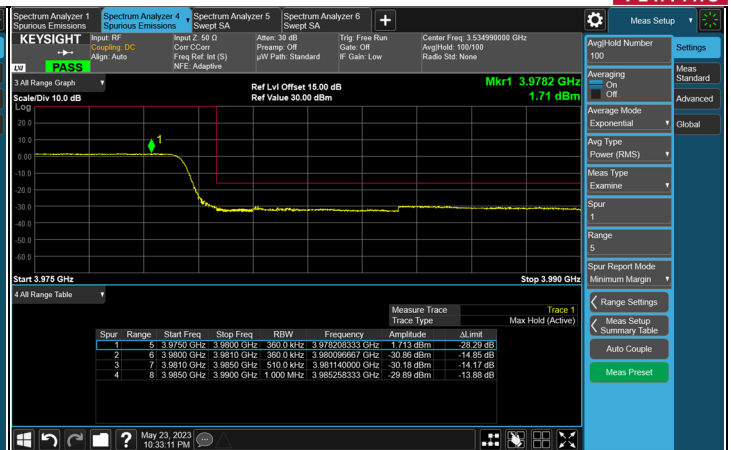 Spectrum Analyzer 1
Spurious Emissions
Spectrum Analyzer 4
Spurious Emissions
Spectrum Analyzer 5
Swept SA
Spectrum Analyzer 6
Swept SA
Meas Setup
KEYSIGHT
Input: RF
Coupling: DC
Align: Auto
Input Z: 50 Ω
Corr CCorr
Freq Ref: Int (S)
NFE: Adaptive
Atten: 30 dB
Preamp: Off
µW Path: Standard
Trig: Free Run
Gate: Off
IF Gain: Low
Center Freq: 3.534990000 GHz
Avg|Hold: 100/100
Radio Std: None
LXI
PASS
3 All Range Graph
Scale/Div 10.0 dB
Ref Lvl Offset 15.00 dB
Ref Value 30.00 dBm
Mkr1 3.9782 GHz
1.71 dBm
Log
20.0
10.0
0.00
-10.0
-20.0
-30.0
-40.0
-50.0
-60.0
1
Start 3.975 GHz
Stop 3.990 GHz
4 All Range Table
Measure Trace Trace 1
Trace Type Max Hold (Active)
Spur Range Start Freq Stop Freq RBW Frequency Amplitude ΔLimit
1 5 3.9750 GHz 3.9800 GHz 360.0 kHz 3.978208333 GHz 1.713 dBm -28.29 dB
2 6 3.9800 GHz 3.9810 GHz 360.0 kHz 3.980096667 GHz -30.86 dBm -14.85 dB
3 7 3.9810 GHz 3.9850 GHz 510.0 kHz 3.981140000 GHz -30.18 dBm -14.17 dB
4 8 3.9850 GHz 3.9900 GHz 1.000 MHz 3.985258333 GHz -29.89 dBm -13.88 dB
Avg|Hold Number
100
Averaging
On
Off
Average Mode
Exponential
Avg Type
Power (RMS)
Meas Type
Examine
Spur
1
Range
5
Spur Report Mode
Minimum Margin
Range Settings
Meas Setup
Summary Table
Auto Couple
Meas Preset
Settings
Meas
Standard
Advanced
Global
?
May 23, 2023
10:33:11 PM